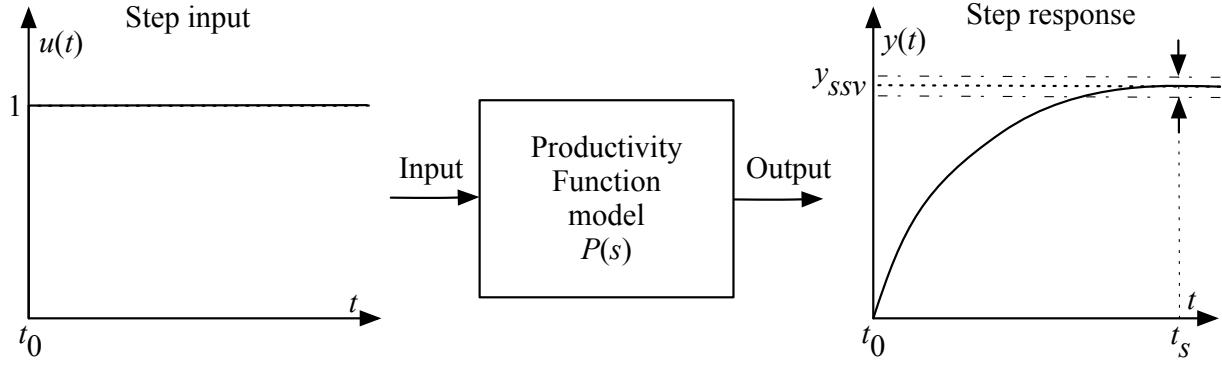 Step input
u(t)
1
t
t0
Input
Productivity
Function
model
P(s)
Output
Step response
y(t)
yssv
t
t0
ts